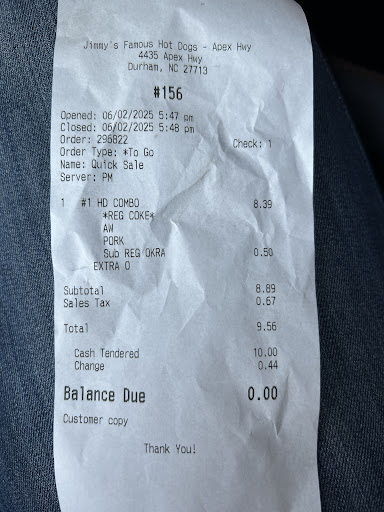 Jimmy's Famous Hot Dogs - Apex Hwy
4435 Apex Hwy
Durham, NC 27713
#156
Opened: 06/02/2025 5:47 pm
Closed: 06/02/2025 5:48 pm
Order: 296822 Check: 1
Order Type: *To Go
Name: Quick Sale
Server: PM
1 #1 HD COMBO 8.39
*REG COKE*
AW
PORK
Sub REG OKRA 0.50
EXTRA O
Subtotal 8.89
Sales Tax 0.67
Total 9.56
Cash Tendered 10.00
Change 0.44
Balance Due 0.00
Customer copy
Thank You!